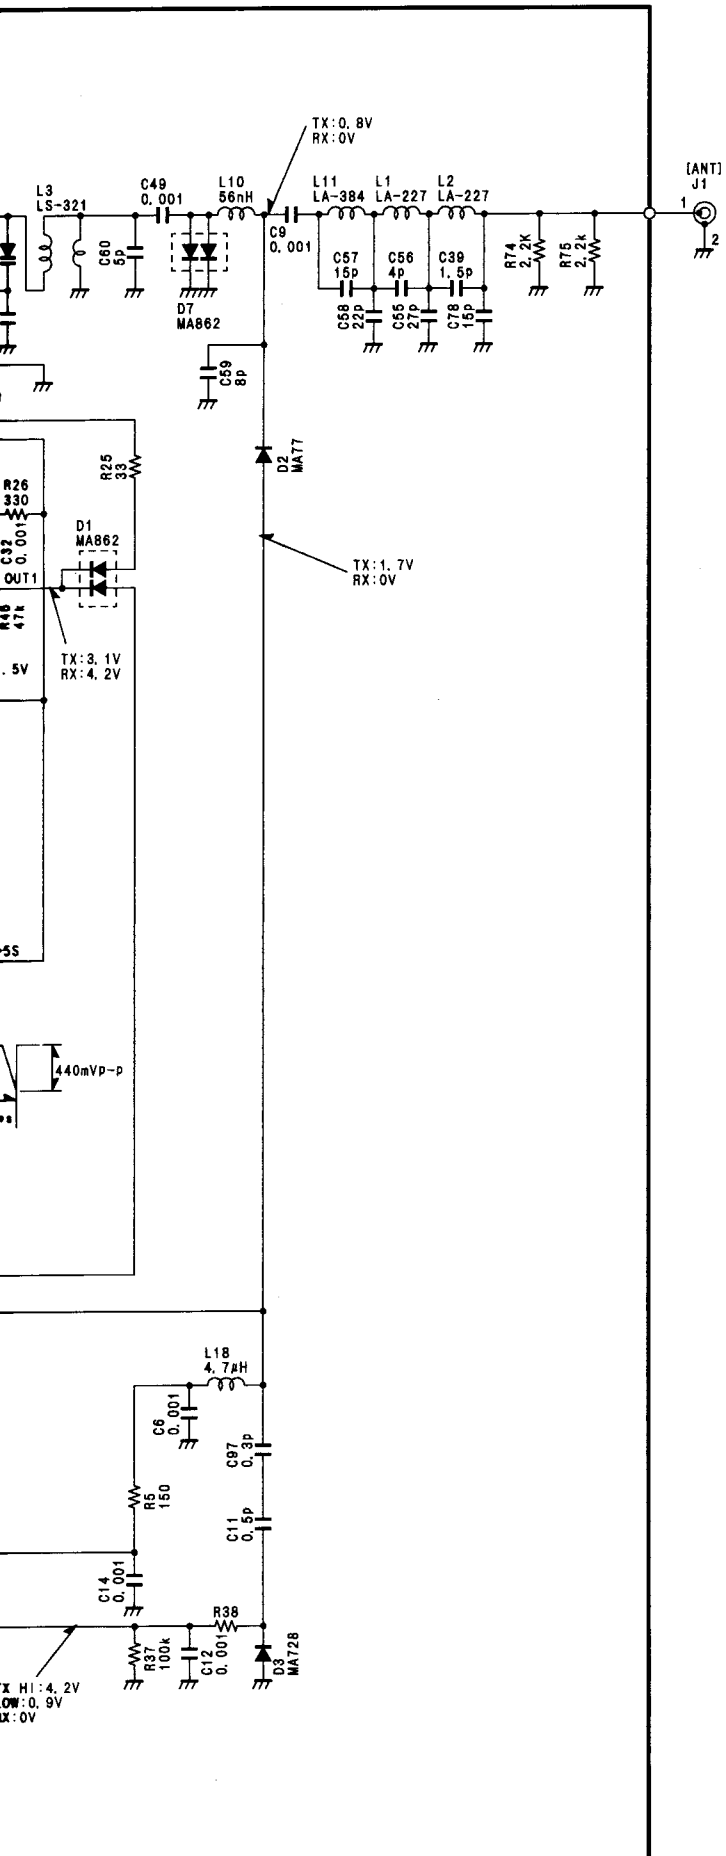 TX:0.8V
RX:0V
[ANT]
J1
1
2
L3
LS-321
C49
0.001
L10
56nH
L11
LA-384
L1
LA-227
L2
LA-227
C9
0.001
C60
5p
D7
MA862
C57
15p
C56
4p
C39
1.5p
C58
22p
C55
27p
C78
15p
R74
2.2K
R75
2.2k
C59
8p
R25
33
D2
MA77
R26
330
C32
0.001
D1
MA862
OUT1
R46
47k
TX:1.7V
RX:0V
TX:3.1V
RX:4.2V
.5V
5S
440mVp-p
L18
4.7μH
C6
0.001
C97
0.3p
R5
150
C11
0.5p
C14
0.001
R38
R37
100k
C12
0.001
D3
MA728
TX HI:4.2V
LOW:0.9V
RX:0V